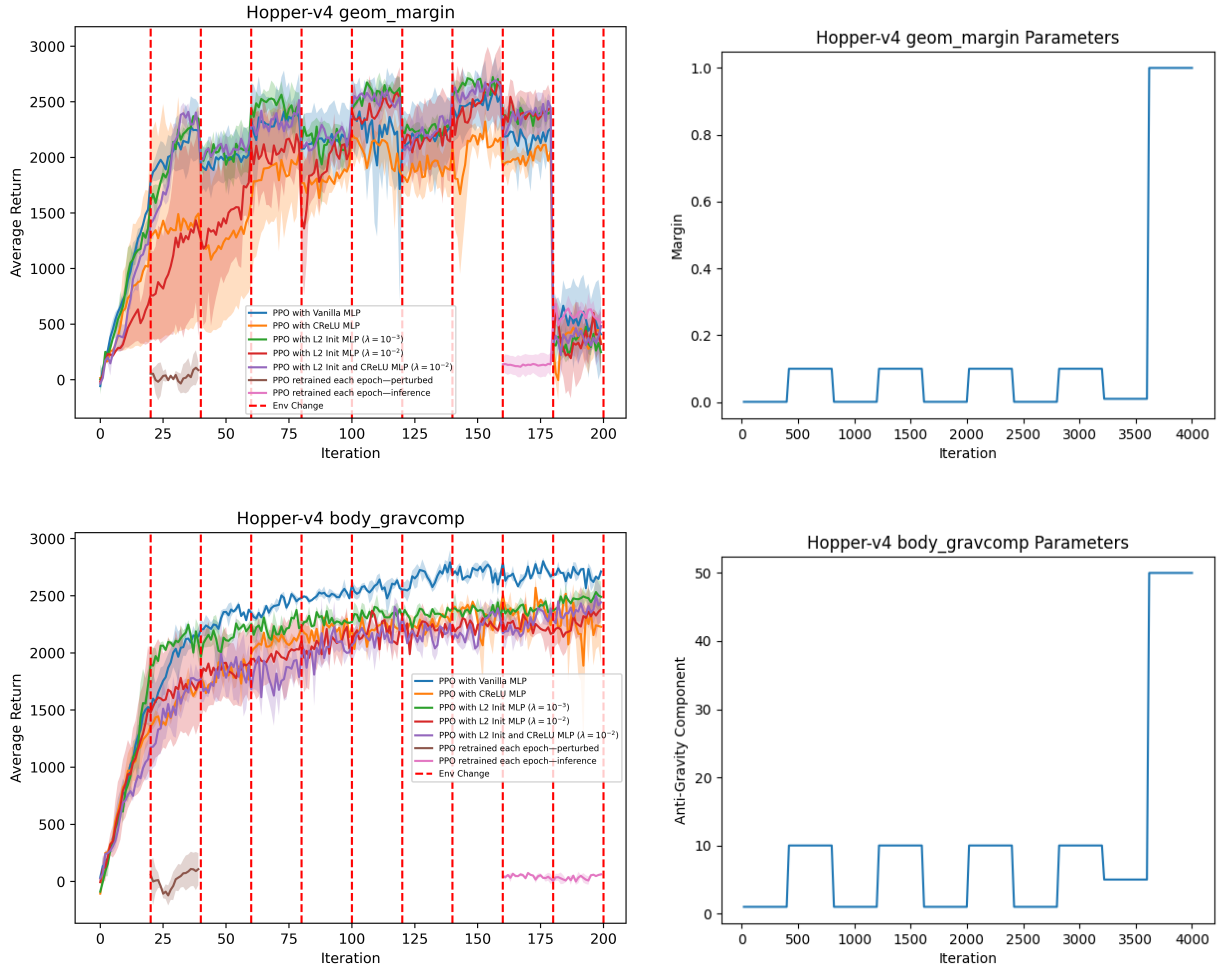 Hopper-v4 geom_margin
Average Return
3000
2500
2000
1500
1000
500
0
PPO with Vanilla MLP
PPO with CReLU MLP
PPO with L2 Init MLP (λ = 10⁻³)
PPO with L2 Init MLP (λ = 10⁻²)
PPO with L2 Init and CReLU MLP (λ = 10⁻²)
PPO retrained each epoch—perturbed
PPO retrained each epoch—inference
Env Change
0 25 50 75 100 125 150 175 200
Iteration
Hopper-v4 geom_margin Parameters
Margin
1.0
0.8
0.6
0.4
0.2
0.0
0 500 1000 1500 2000 2500 3000 3500 4000
Iteration
Hopper-v4 body_gravcomp
Average Return
3000
2500
2000
1500
1000
500
0
PPO with Vanilla MLP
PPO with CReLU MLP
PPO with L2 Init MLP (λ = 10⁻³)
PPO with L2 Init MLP (λ = 10⁻²)
PPO with L2 Init and CReLU MLP (λ = 10⁻²)
PPO retrained each epoch—perturbed
PPO retrained each epoch—inference
Env Change
0 25 50 75 100 125 150 175 200
Iteration
Hopper-v4 body_gravcomp Parameters
Anti-Gravity Component
50
40
30
20
10
0
0 500 1000 1500 2000 2500 3000 3500 4000
Iteration